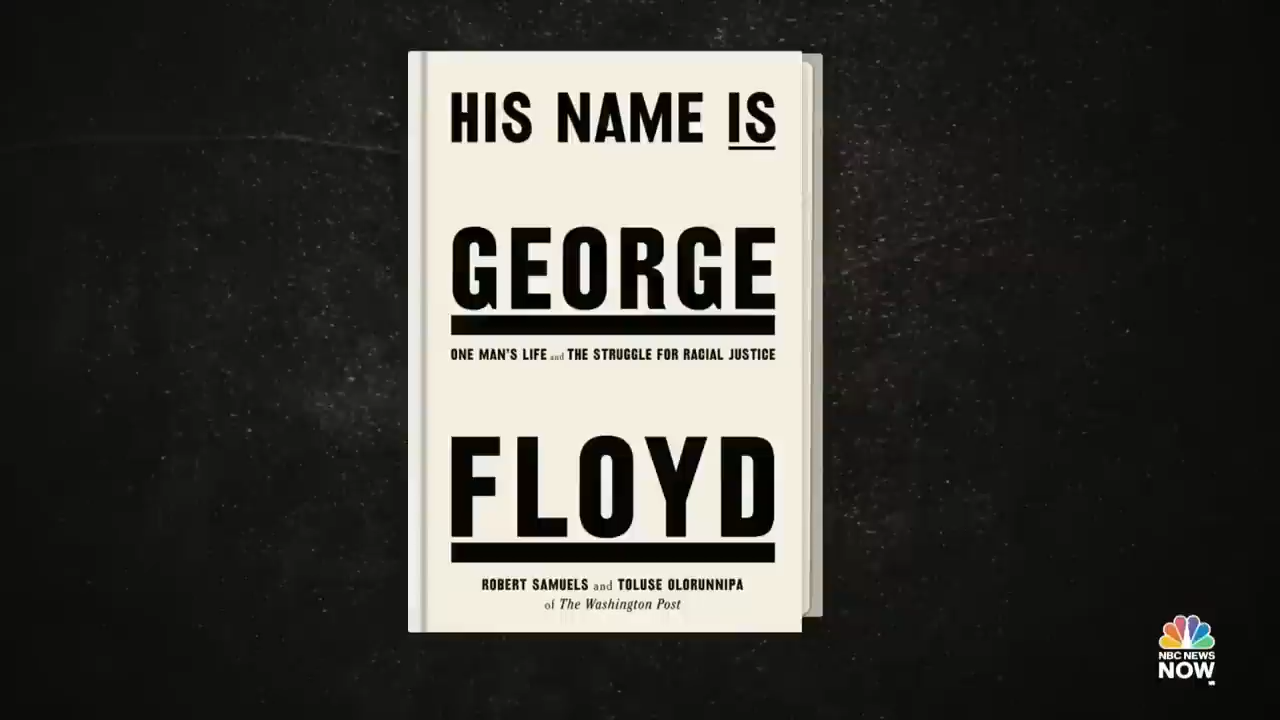 HIS NAME IS
GEORGE
ONE MAN'S LIFE and THE STRUGGLE FOR RACIAL JUSTICE
FLOYD
ROBERT SAMUELS and TOLUSE OLORUNNIPA
of The Washington Post
NBC NEWS
NOW